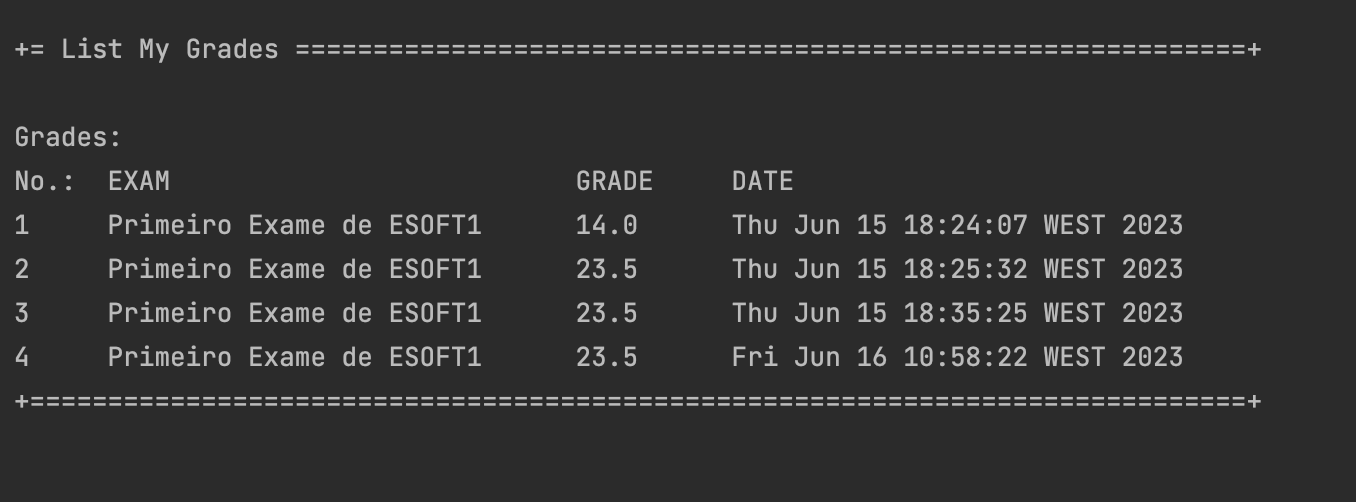 += List My Grades =============================================================+
Grades:
No.: EXAM GRADE DATE
1 Primeiro Exame de ESOFT1 14.0 Thu Jun 15 18:24:07 WEST 2023
2 Primeiro Exame de ESOFT1 23.5 Thu Jun 15 18:25:32 WEST 2023
3 Primeiro Exame de ESOFT1 23.5 Thu Jun 15 18:35:25 WEST 2023
4 Primeiro Exame de ESOFT1 23.5 Fri Jun 16 10:58:22 WEST 2023
+==============================================================================+